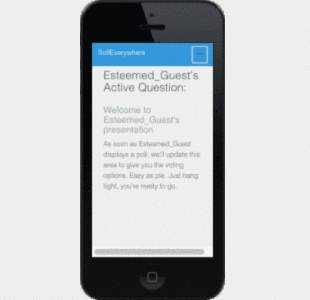 TrollEverywhere
Esteemed_Guest's
Active Question:
Welcome to
Esteemed_Guest's
presentation
As soon as Esteemed_Guest
displays a poll, we'll update this
area to give you the voting
options. Easy as pie. Just hang
tight, you're ready to go.